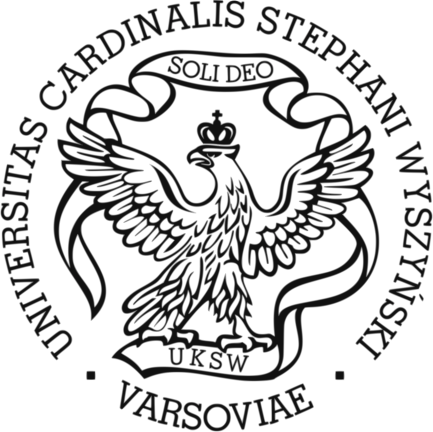 UNIVERSITAS CARDINALIS STEPHANI WYSZYŃSKI
SOLI DEO
UKSW
VARSOVIAE